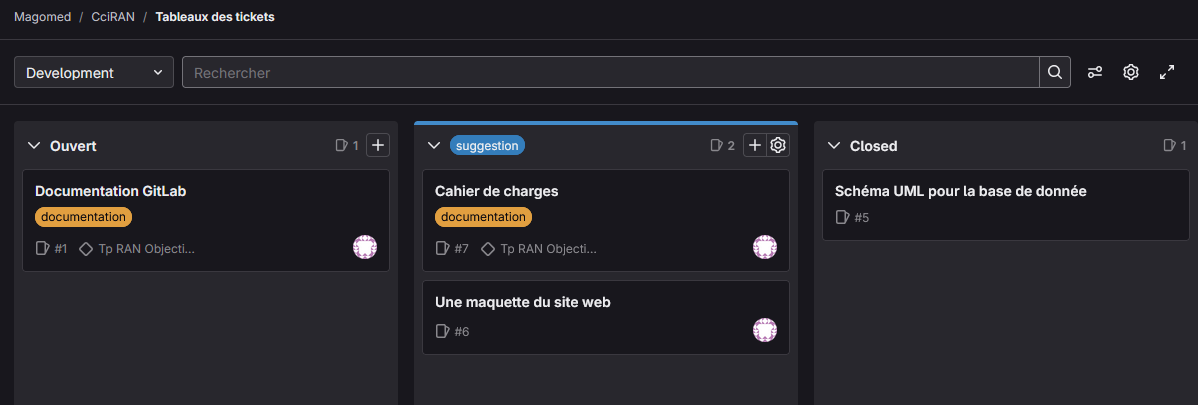 Magomed / CciRAN / Tableaux des tickets
Development
Rechercher
Ouvert
1
Documentation GitLab
documentation
#1
Tp RAN Objecti...
suggestion
2
Cahier de charges
documentation
#7
Tp RAN Objecti...
Une maquette du site web
#6
Closed
1
Schéma UML pour la base de donnée
#5